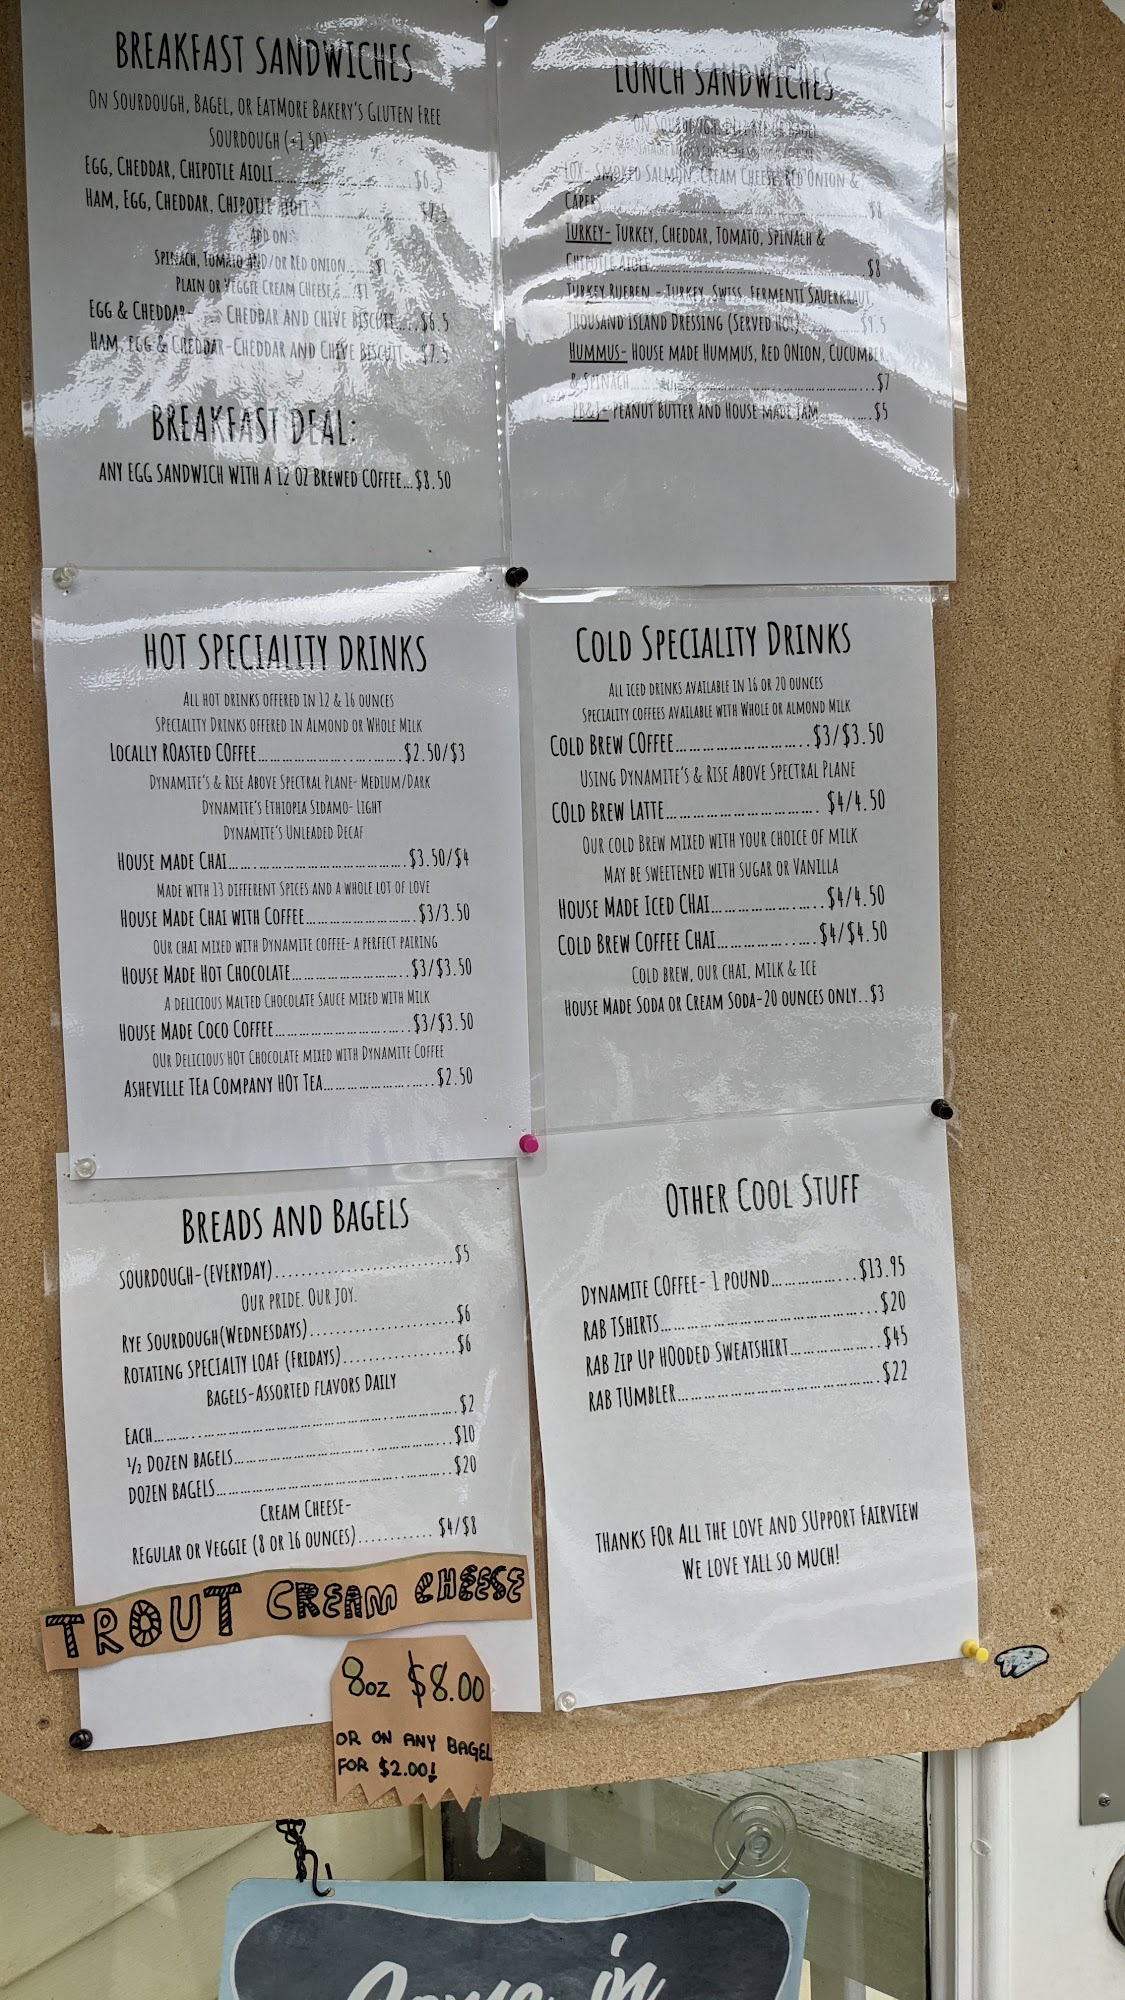 BREAKFAST SANDWICHES
ON SOURDOUGH, BAGEL, OR EATMORE BAKERY'S GLUTEN FREE
SOURDOUGH (+1.50)
EGG, CHEDDAR, CHIPOTLE AIOLI...................$6.5
HAM, EGG, CHEDDAR, CHIPOTLE AIOLI...................$7.5
ADD ON:
SPINACH, TOMATO AND/OR RED ONION......$1
PLAIN OR VEGGIE CREAM CHEESE......$1
EGG & CHEDDAR- CHEDDAR AND CHIVE BISCUIT.....$6.5
HAM, EGG & CHEDDAR-CHEDDAR AND CHIVE BISCUIT...$7.5
BREAKFAST DEAL:
ANY EGG SANDWICH WITH A 12 OZ BREWED COFFEE...$8.50
LUNCH SANDWICHES
LOX- SMOKED SALMON, CREAM CHEESE, RED ONION &
CAPERS...................$8
TURKEY- TURKEY, CHEDDAR, TOMATO, SPINACH &
CHIPOTLE AIOLI...................$8
TURKEY RUEBEN - TURKEY, SWISS, FERMENTI SAUERKRAUT,
THOUSAND ISLAND DRESSING (SERVED HOT).........$9.5
HUMMUS- HOUSE MADE HUMMUS, RED ONION, CUCUMBER
& SPINACH...................$7
PB&J- PEANUT BUTTER AND HOUSE MADE JAM.........$5
HOT SPECIALITY DRINKS
ALL HOT DRINKS OFFERED IN 12 & 16 OUNCES
SPECIALITY DRINKS OFFERED IN ALMOND OR WHOLE MILK
LOCALLY ROASTED COFFEE...................$2.50/$3
DYNAMITE'S & RISE ABOVE SPECTRAL PLANE- MEDIUM/DARK
DYNAMITE'S ETHIOPIA SIDAMO- LIGHT
DYNAMITE'S UNLEADED DECAF
HOUSE MADE CHAI...................$3.50/$4
MADE WITH 13 DIFFERENT SPICES AND A WHOLE LOT OF LOVE
HOUSE MADE CHAI WITH COFFEE...................$3/3.50
OUR CHAI MIXED WITH DYNAMITE COFFEE- A PERFECT PAIRING
HOUSE MADE HOT CHOCOLATE...................$3/$3.50
A DELICIOUS MALTED CHOCOLATE SAUCE MIXED WITH MILK
HOUSE MADE COCO COFFEE...................$3/$3.50
OUR DELICIOUS HOT CHOCOLATE MIXED WITH DYNAMITE COFFEE
ASHEVILLE TEA COMPANY HOT TEA...................$2.50
COLD SPECIALITY DRINKS
ALL ICED DRINKS AVAILABLE IN 16 OR 20 OUNCES
SPECIALITY COFFEES AVAILABLE WITH WHOLE OR ALMOND MILK
COLD BREW COFFEE...................$3/$3.50
USING DYNAMITE'S & RISE ABOVE SPECTRAL PLANE
COLD BREW LATTE...................$4/4.50
OUR COLD BREW MIXED WITH YOUR CHOICE OF MILK
MAY BE SWEETENED WITH SUGAR OR VANILLA
HOUSE MADE ICED CHAI...................$4/4.50
COLD BREW COFFEE CHAI...................$4/$4.50
COLD BREW, OUR CHAI, MILK & ICE
HOUSE MADE SODA OR CREAM SODA-20 OUNCES ONLY..$3
BREADS AND BAGELS
SOURDOUGH-(EVERYDAY)...................$5
OUR PRIDE. OUR JOY.
RYE SOURDOUGH(WEDNESDAYS)...................$6
ROTATING SPECIALTY LOAF (FRIDAYS)...................$6
BAGELS-ASSORTED FLAVORS DAILY
EACH...................$2
½ DOZEN BAGELS...................$10
DOZEN BAGELS...................$20
CREAM CHEESE-
REGULAR OR VEGGIE (8 OR 16 OUNCES)............ $4/$8
TROUT CREAM CHEESE
8oz $8.00
OR ON ANY BAGEL
FOR $2.00!
OTHER COOL STUFF
DYNAMITE COFFEE- 1 POUND...................$13.95
RAB TSHIRTS...................$20
RAB ZIP UP HOODED SWEATSHIRT...................$45
RAB TUMBLER...................$22
THANKS FOR ALL THE LOVE AND SUPPORT FAIRVIEW
WE LOVE YALL SO MUCH!
Come in